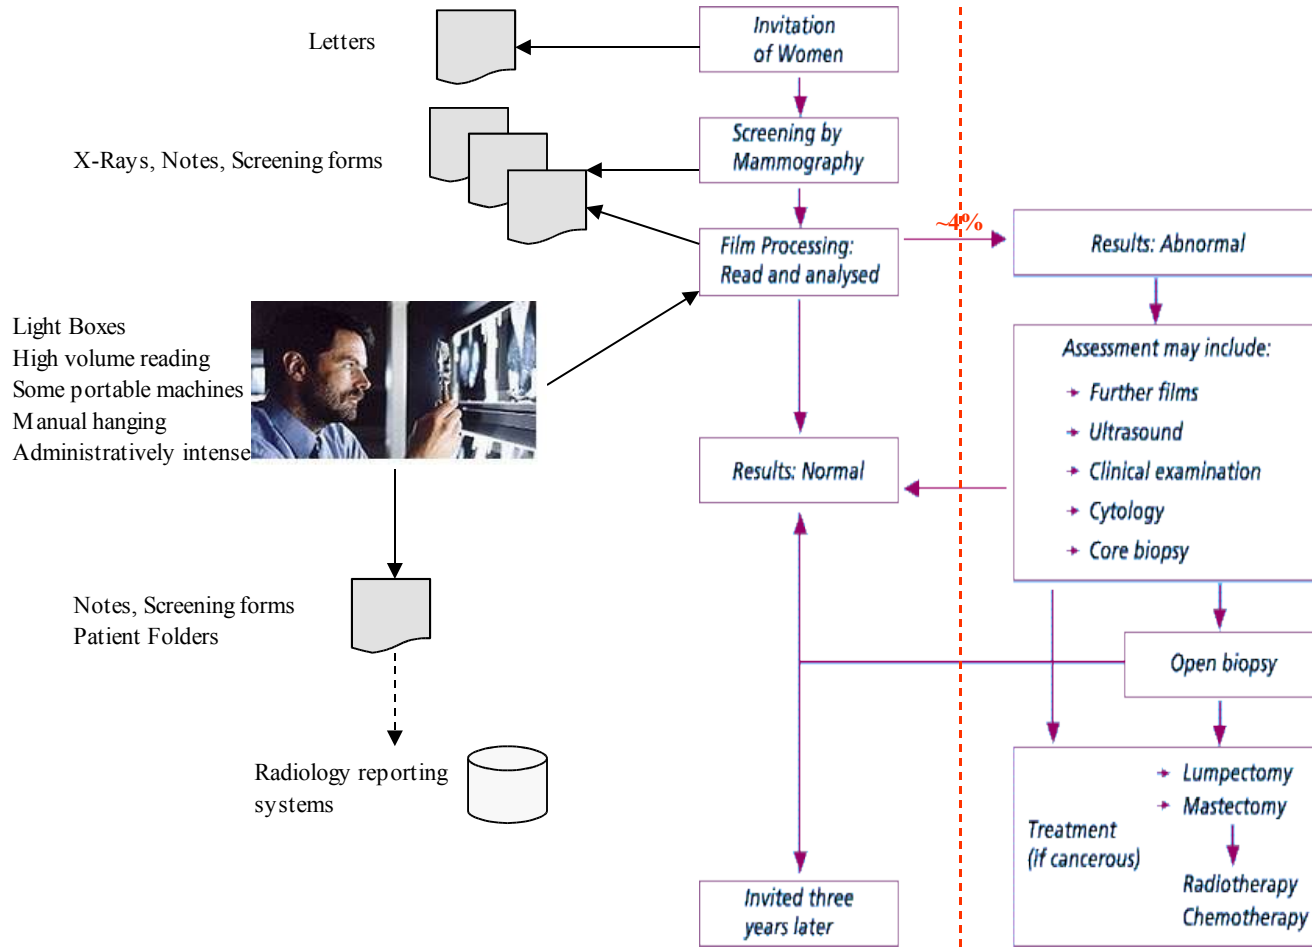 Letters
Invitation
of Women
X-Rays, Notes, Screening forms
Screening by
Mammography
~4%
Film Processing:
Read and analysed
Results: Abnormal
Light Boxes
High volume reading
Some portable machines
Manual hanging
Administratively intense
Assessment may include:
Further films
Ultrasound
Clinical examination
Cytology
Core biopsy
Results: Normal
Notes, Screening forms
Patient Folders
Open biopsy
Radiology reporting
systems
Lumpectomy
Mastectomy
Treatment
(if cancerous)
Radiotherapy
Chemotherapy
Invited three
years later